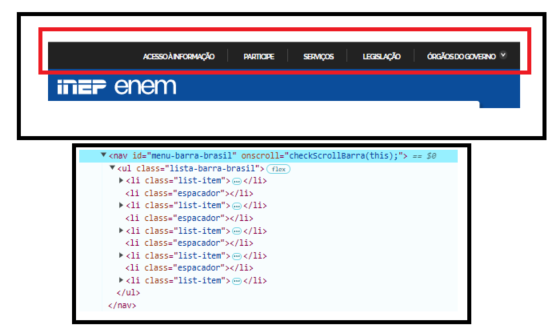 ACESSO À INFORMAÇÃO PARTICIPE SERVIÇOS LEGISLAÇÃO ÓRGÃOS DO GOVERNO
inep enem
▼<nav id="menu-barra-brasil" onscroll="checkScrollBarra(this);"> == $0
▼<ul class="lista-barra-brasil"> flex
▶<li class="list-item">…</li>
<li class="espacador"></li>
▶<li class="list-item">…</li>
<li class="espacador"></li>
▶<li class="list-item">…</li>
<li class="espacador"></li>
▶<li class="list-item">…</li>
<li class="espacador"></li>
▶<li class="list-item">…</li>
</ul>
</nav>